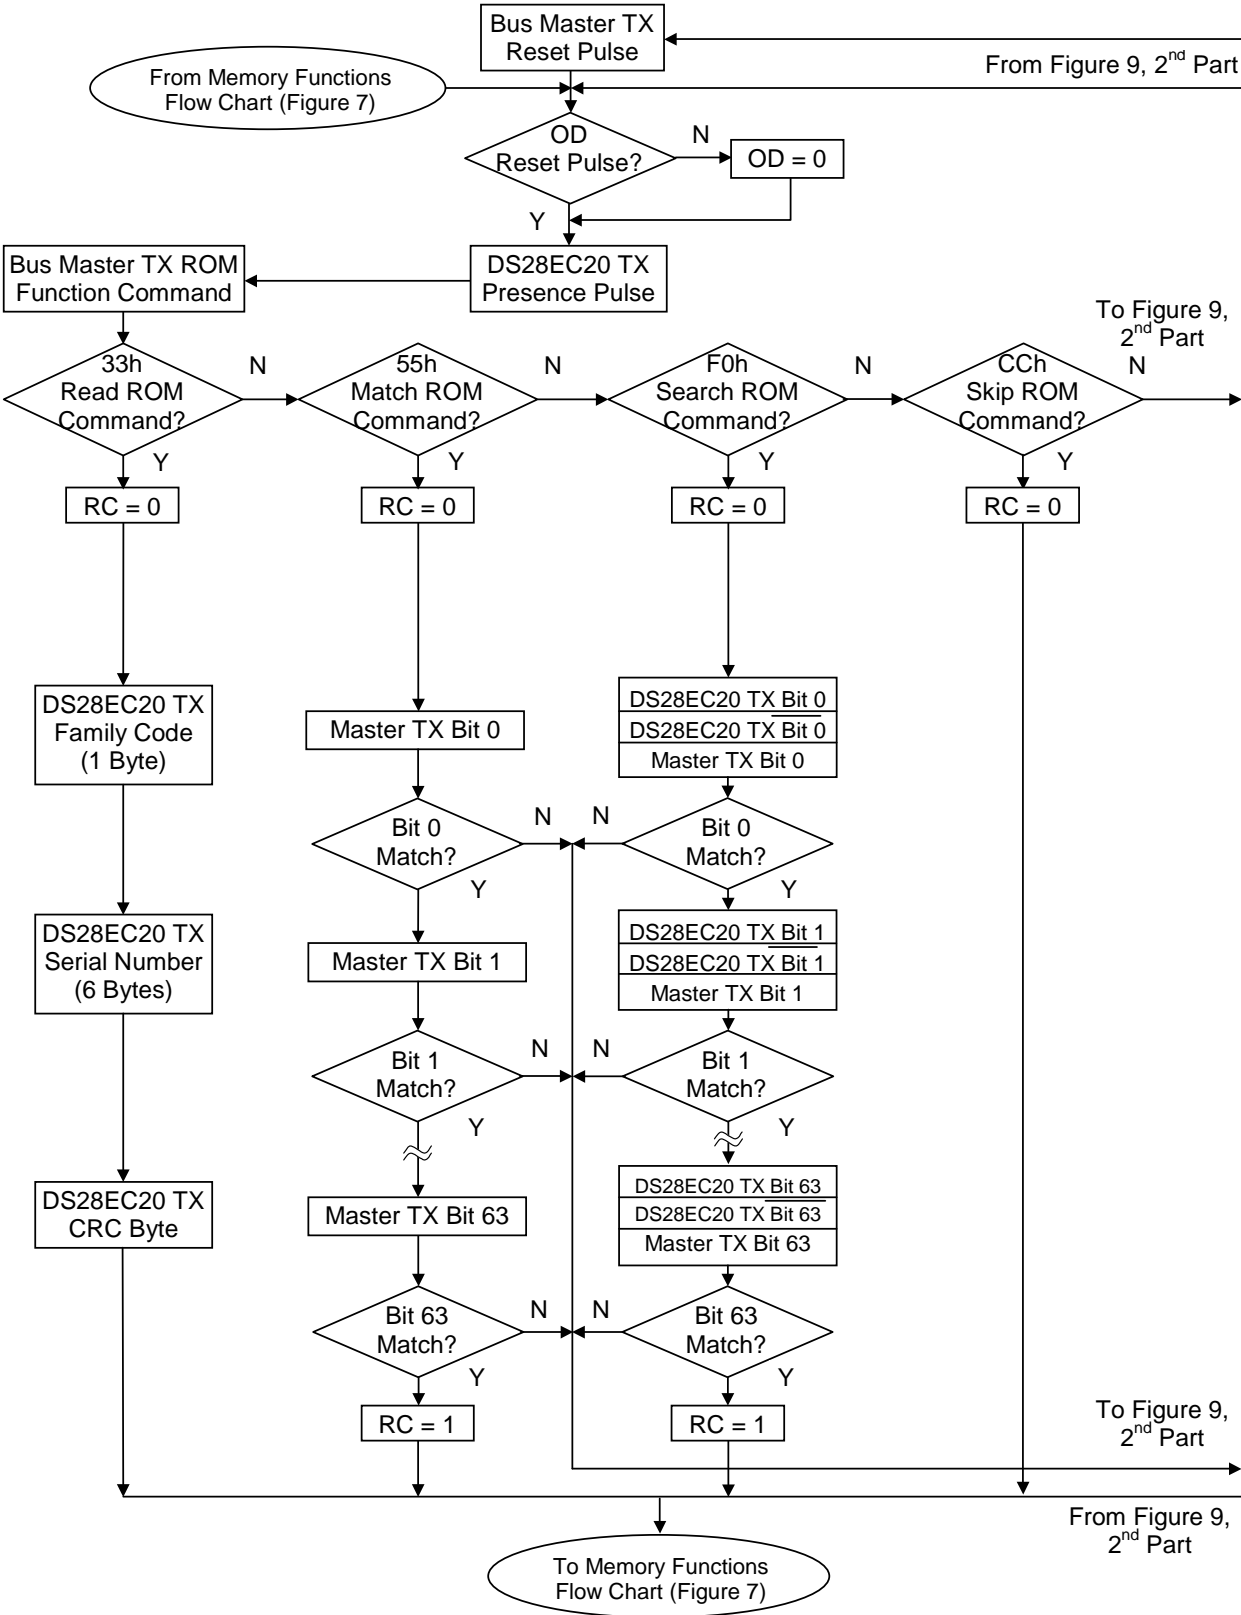 Bus Master TX
Reset Pulse
From Figure 9, 2nd Part
From Memory Functions
Flow Chart (Figure 7)
OD
Reset Pulse?
N
OD = 0
Y
Bus Master TX ROM
Function Command
DS28EC20 TX
Presence Pulse
To Figure 9,
2nd Part
33h
Read ROM
Command?
N
55h
Match ROM
Command?
N
F0h
Search ROM
Command?
N
CCh
Skip ROM
Command?
N
Y
Y
Y
Y
RC = 0
RC = 0
RC = 0
RC = 0
DS28EC20 TX
Family Code
(1 Byte)
Master TX Bit 0
DS28EC20 TX Bit 0
DS28EC20 TX Bit 0
Master TX Bit 0
Bit 0
Match?
N
N
Bit 0
Match?
Y
Y
DS28EC20 TX
Serial Number
(6 Bytes)
Master TX Bit 1
DS28EC20 TX Bit 1
DS28EC20 TX Bit 1
Master TX Bit 1
Bit 1
Match?
N
N
Bit 1
Match?
Y
Y
DS28EC20 TX
CRC Byte
Master TX Bit 63
DS28EC20 TX Bit 63
DS28EC20 TX Bit 63
Master TX Bit 63
Bit 63
Match?
N
N
Bit 63
Match?
Y
Y
RC = 1
RC = 1
To Figure 9,
2nd Part
From Figure 9,
2nd Part
To Memory Functions
Flow Chart (Figure 7)